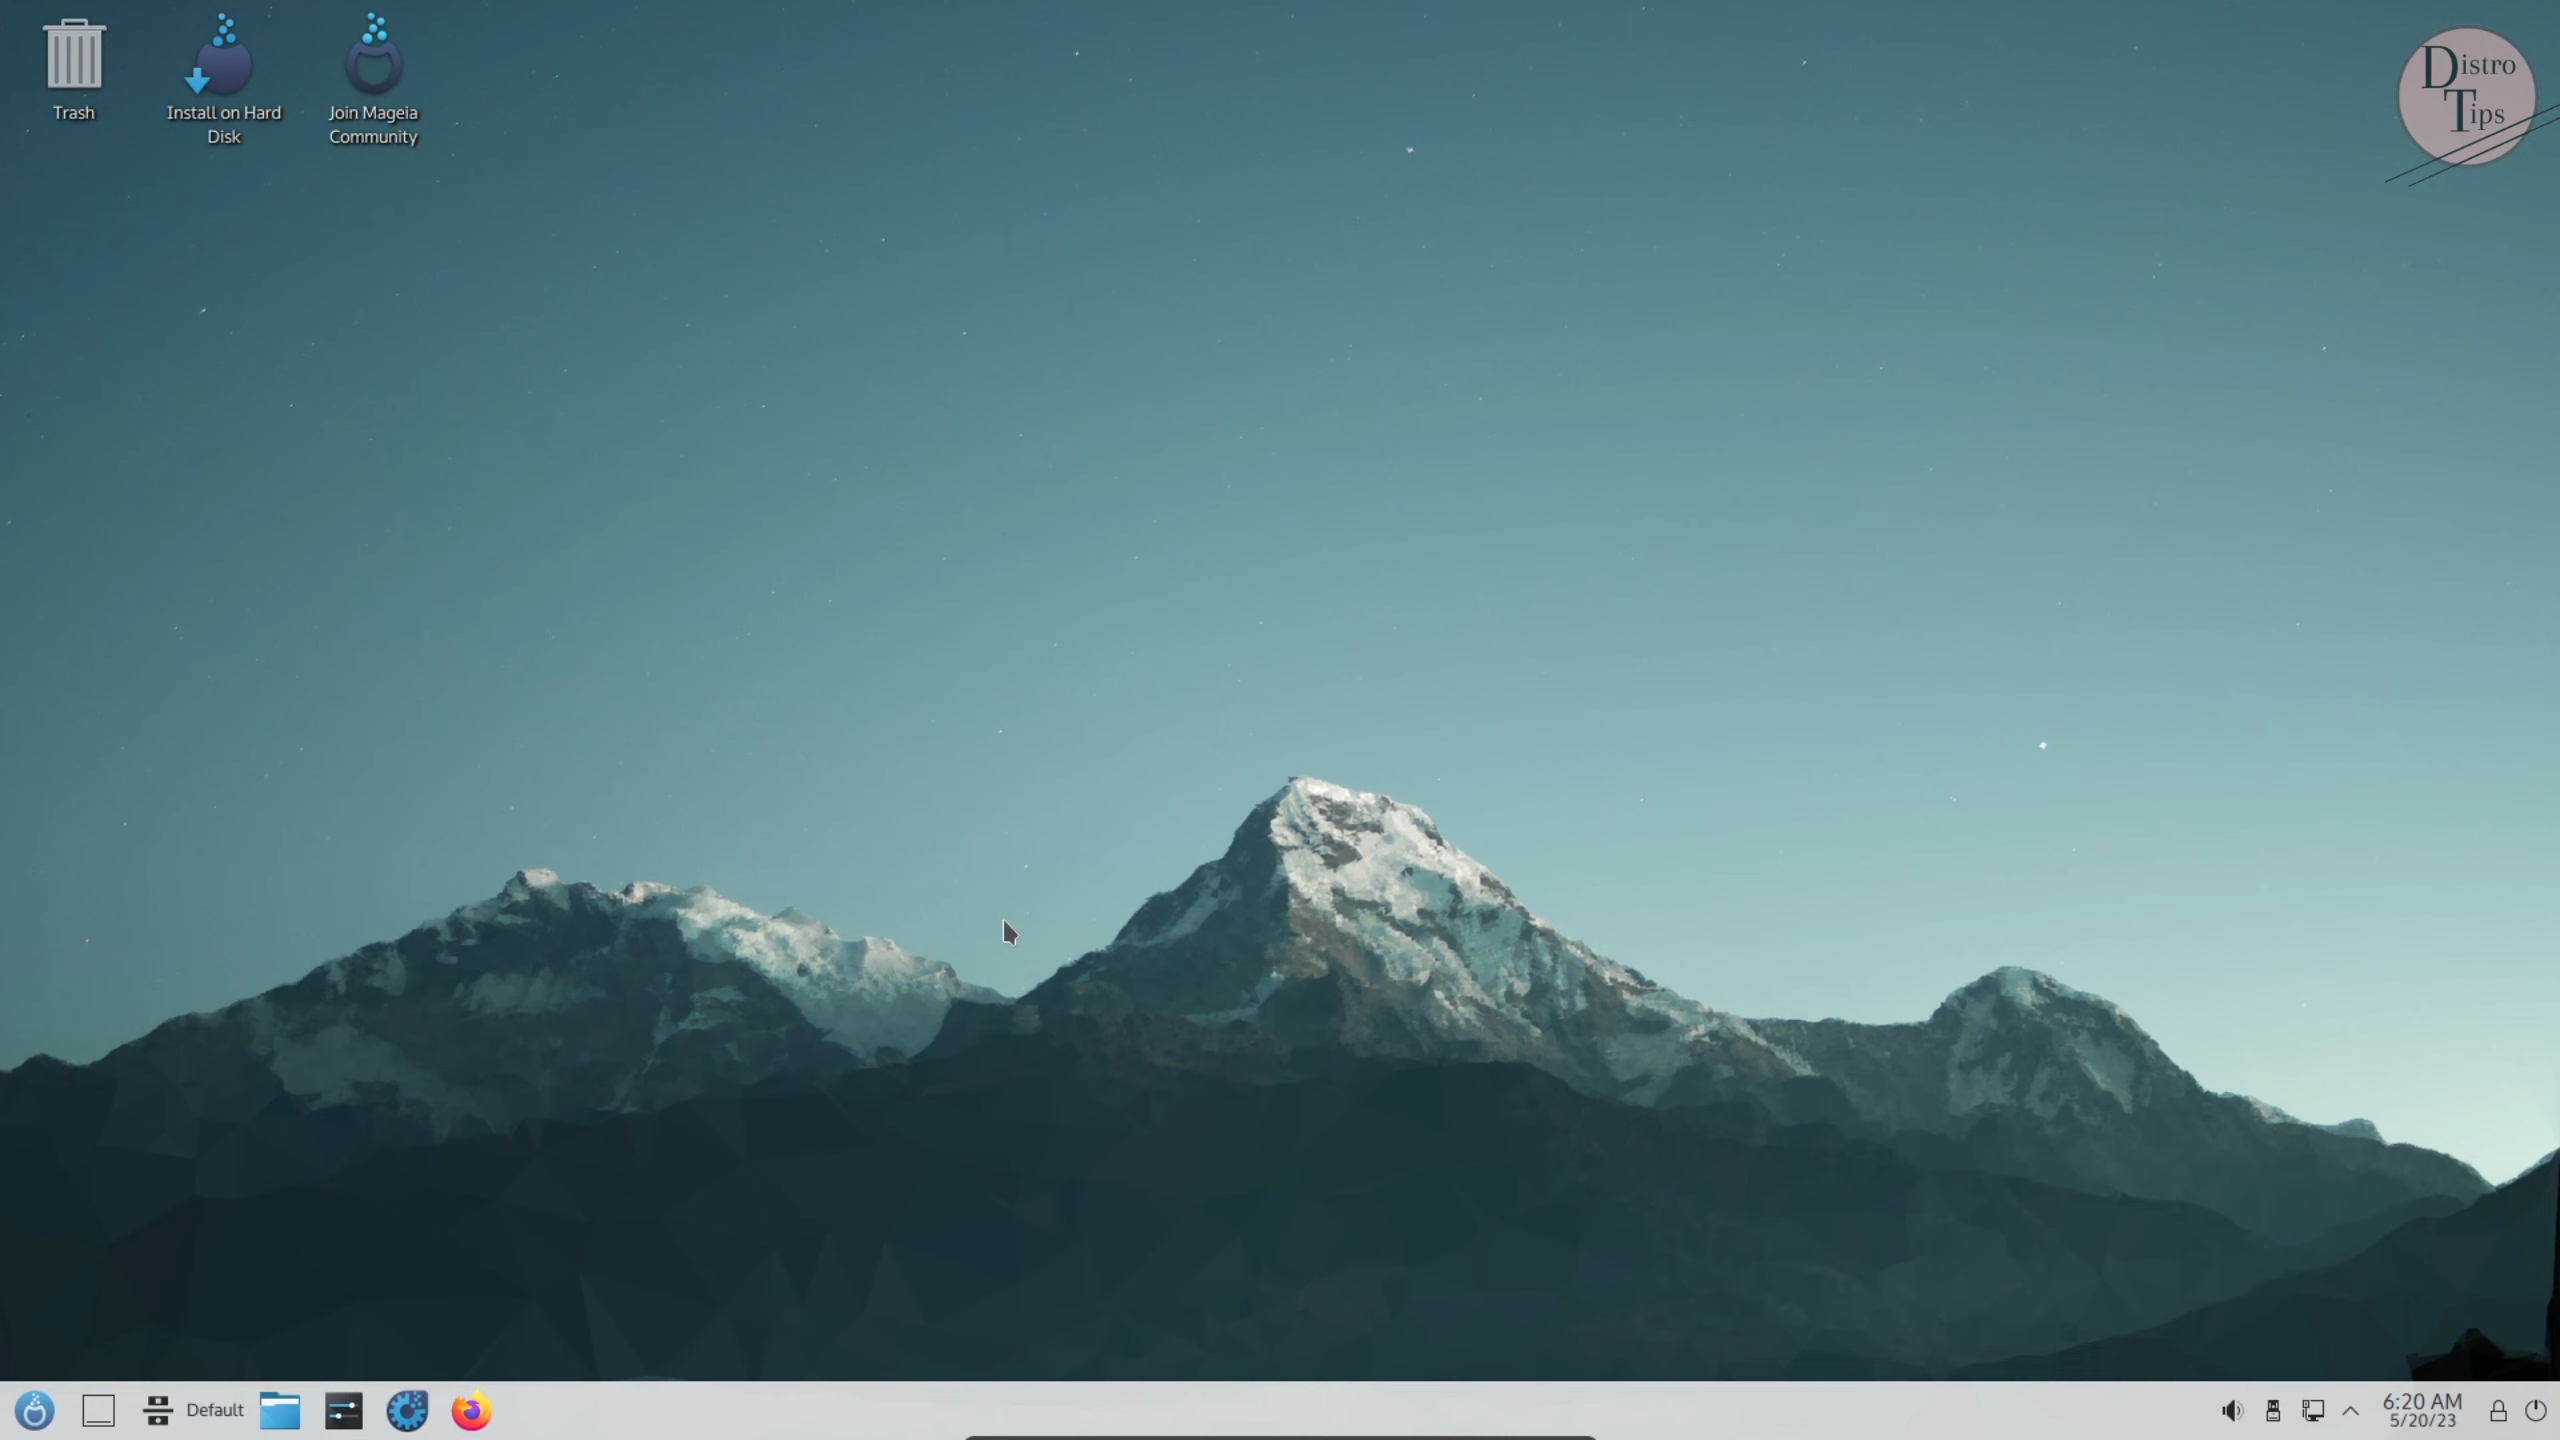 Trash
Install on Hard
Disk
Join Mageia
Community
Distro
Tips
Default
6:20 AM
5/20/23